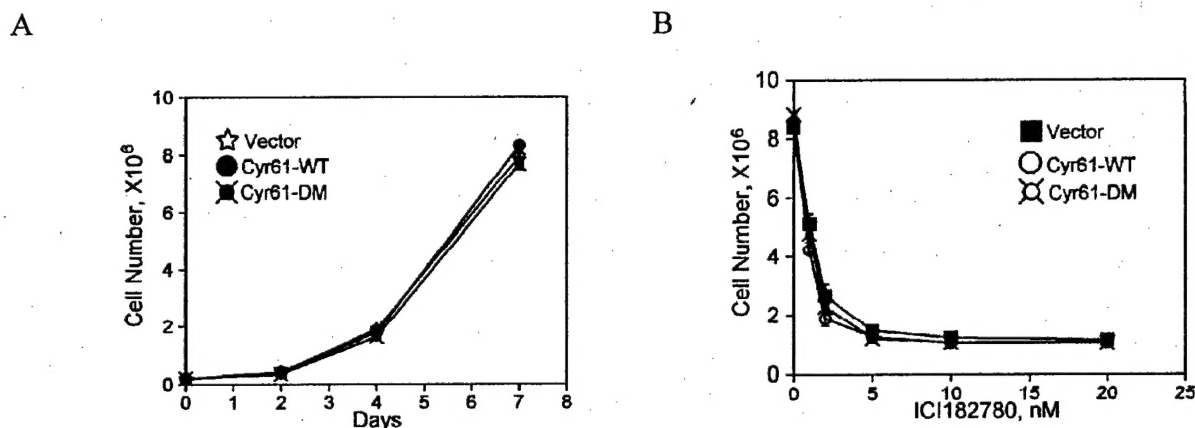 A
Cell Number, X10⁶
10
8
6
4
2
0
Vector
Cyr61-WT
Cyr61-DM
0 1 2 3 4 5 6 7 8
Days
B
Cell Number, X10⁶
10
8
6
4
2
0
Vector
Cyr61-WT
Cyr61-DM
0 5 10 15 20 25
ICI182780, nM